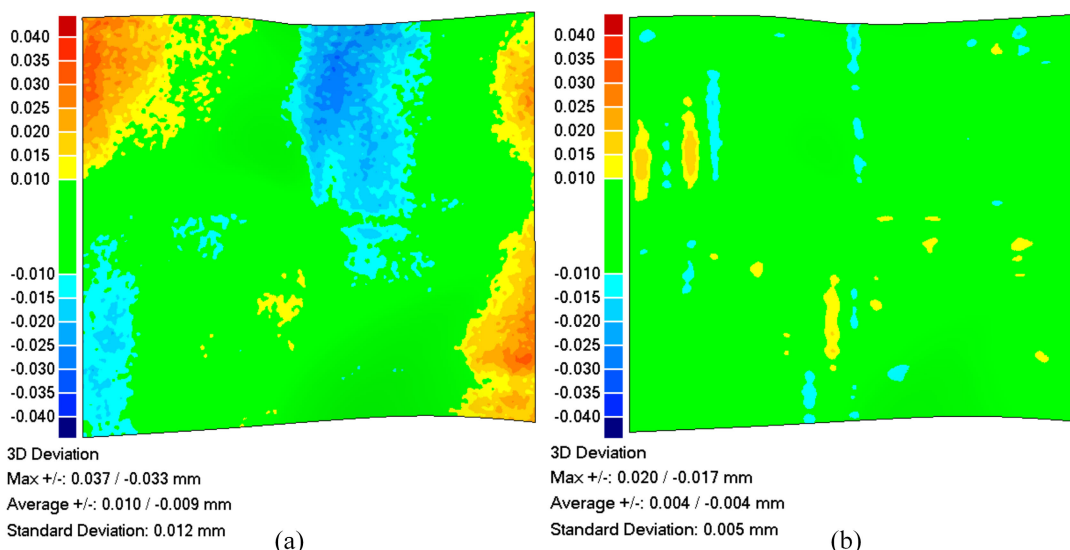 0.040
0.035
0.030
0.025
0.020
0.015
0.010
-0.010
-0.015
-0.020
-0.025
-0.030
-0.035
-0.040
3D Deviation
Max +/-: 0.037 / -0.033 mm
Average +/-: 0.010 / -0.009 mm
Standard Deviation: 0.012 mm
(a)
0.040
0.035
0.030
0.025
0.020
0.015
0.010
-0.010
-0.015
-0.020
-0.025
-0.030
-0.035
-0.040
3D Deviation
Max +/-: 0.020 / -0.017 mm
Average +/-: 0.004 / -0.004 mm
Standard Deviation: 0.005 mm
(b)